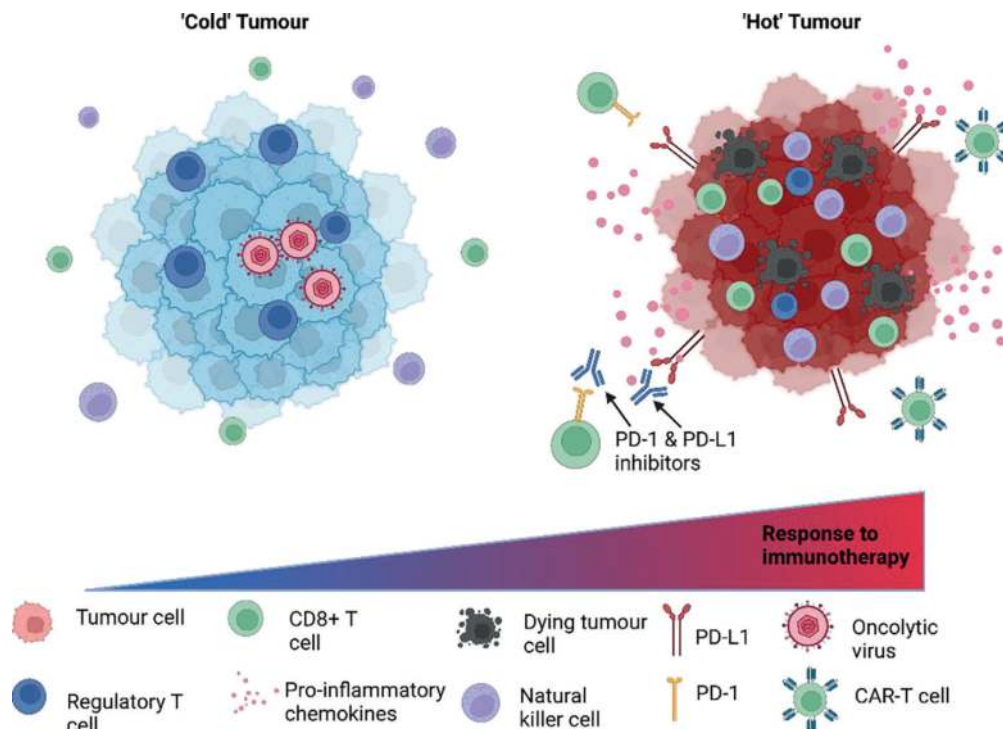 'Cold' Tumour
'Hot' Tumour
PD-1 & PD-L1
inhibitors
Response to
immunotherapy
Tumour cell
CD8+ T
cell
Dying tumour
cell
PD-L1
Oncolytic
virus
Regulatory T
cell
Pro-inflammatory
chemokines
Natural
killer cell
PD-1
CAR-T cell